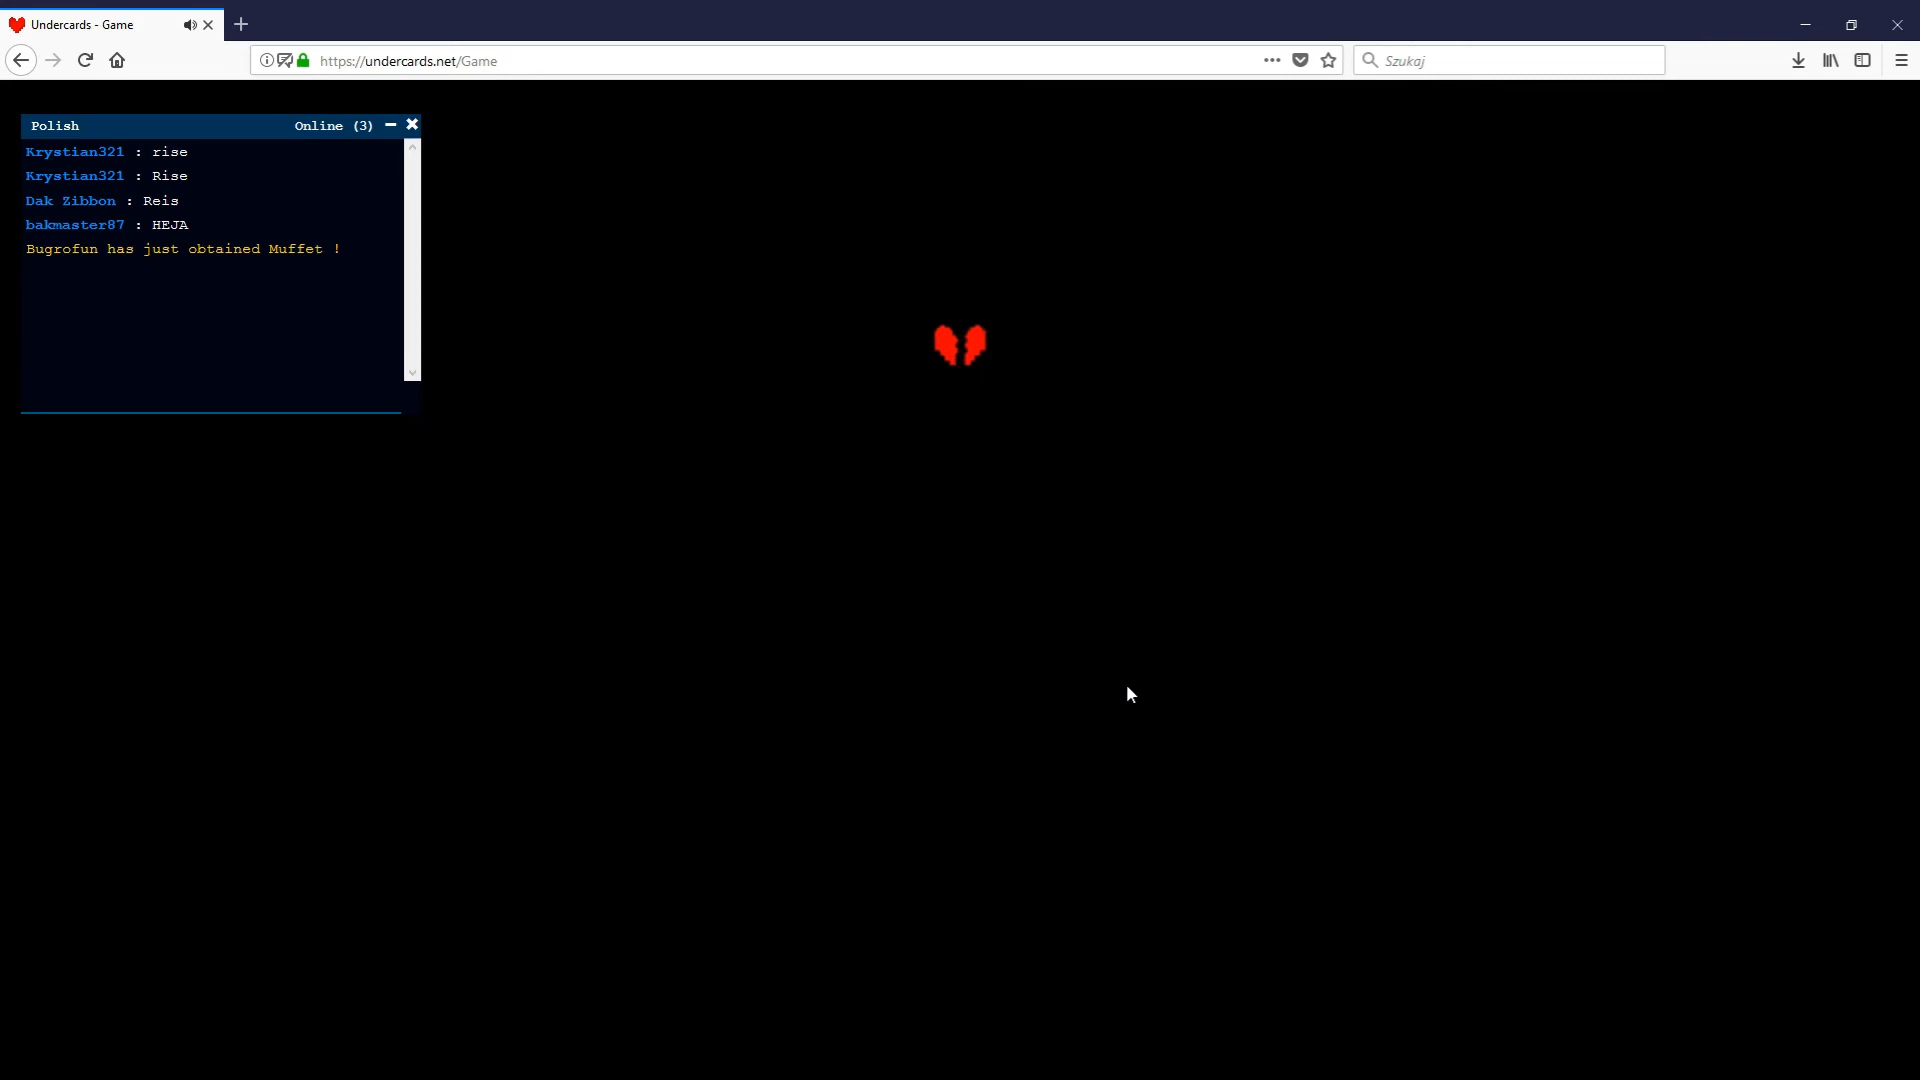 Undercards - Game
https://undercards.net/Game
Szukaj
Polish Online (3)
Krystian321 : rise
Krystian321 : Rise
Dak Zibbon : Reis
bakmaster87 : HEJA
Bugrofun has just obtained Muffet !